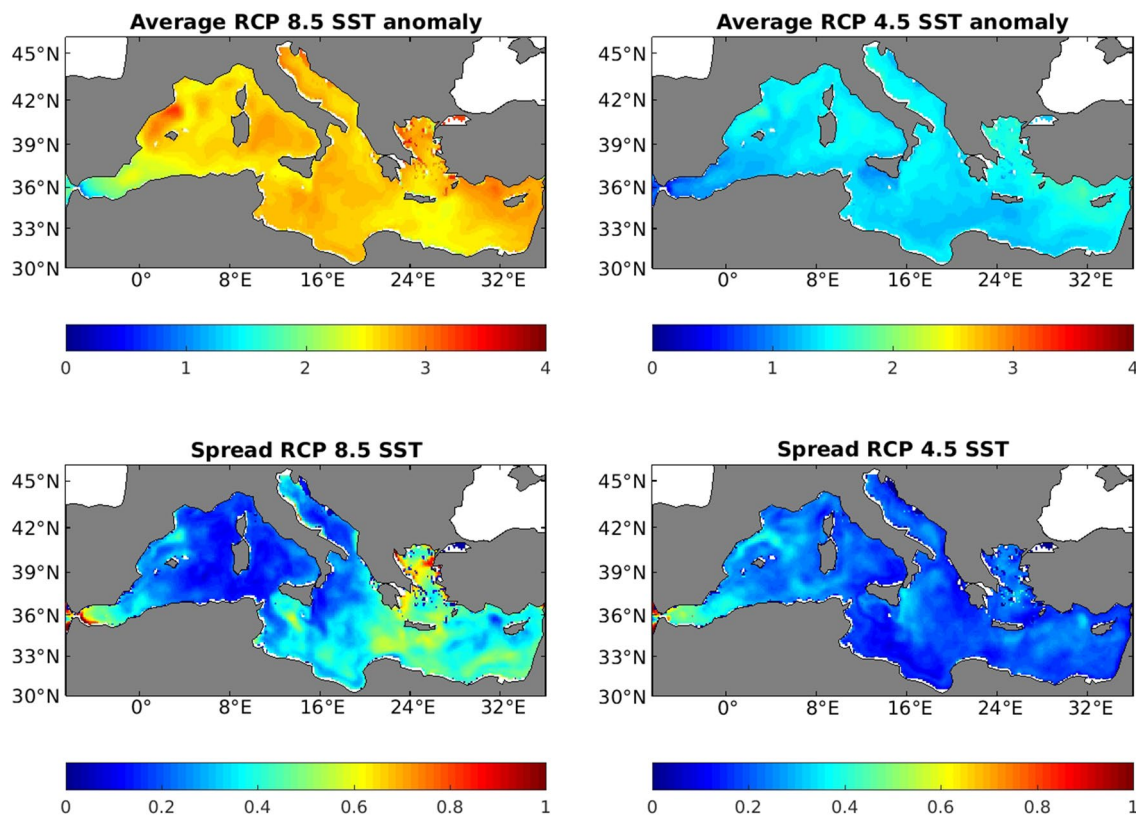 Average RCP 8.5 SST anomaly
45°N
42°N
39°N
36°N
33°N
30°N
0° 8°E 16°E 24°E 32°E
0 1 2 3 4
Average RCP 4.5 SST anomaly
45°N
42°N
39°N
36°N
33°N
30°N
0° 8°E 16°E 24°E 32°E
0 1 2 3 4
Spread RCP 8.5 SST
45°N
42°N
39°N
36°N
33°N
30°N
0° 8°E 16°E 24°E 32°E
0 0.2 0.4 0.6 0.8 1
Spread RCP 4.5 SST
45°N
42°N
39°N
36°N
33°N
30°N
0° 8°E 16°E 24°E 32°E
0 0.2 0.4 0.6 0.8 1